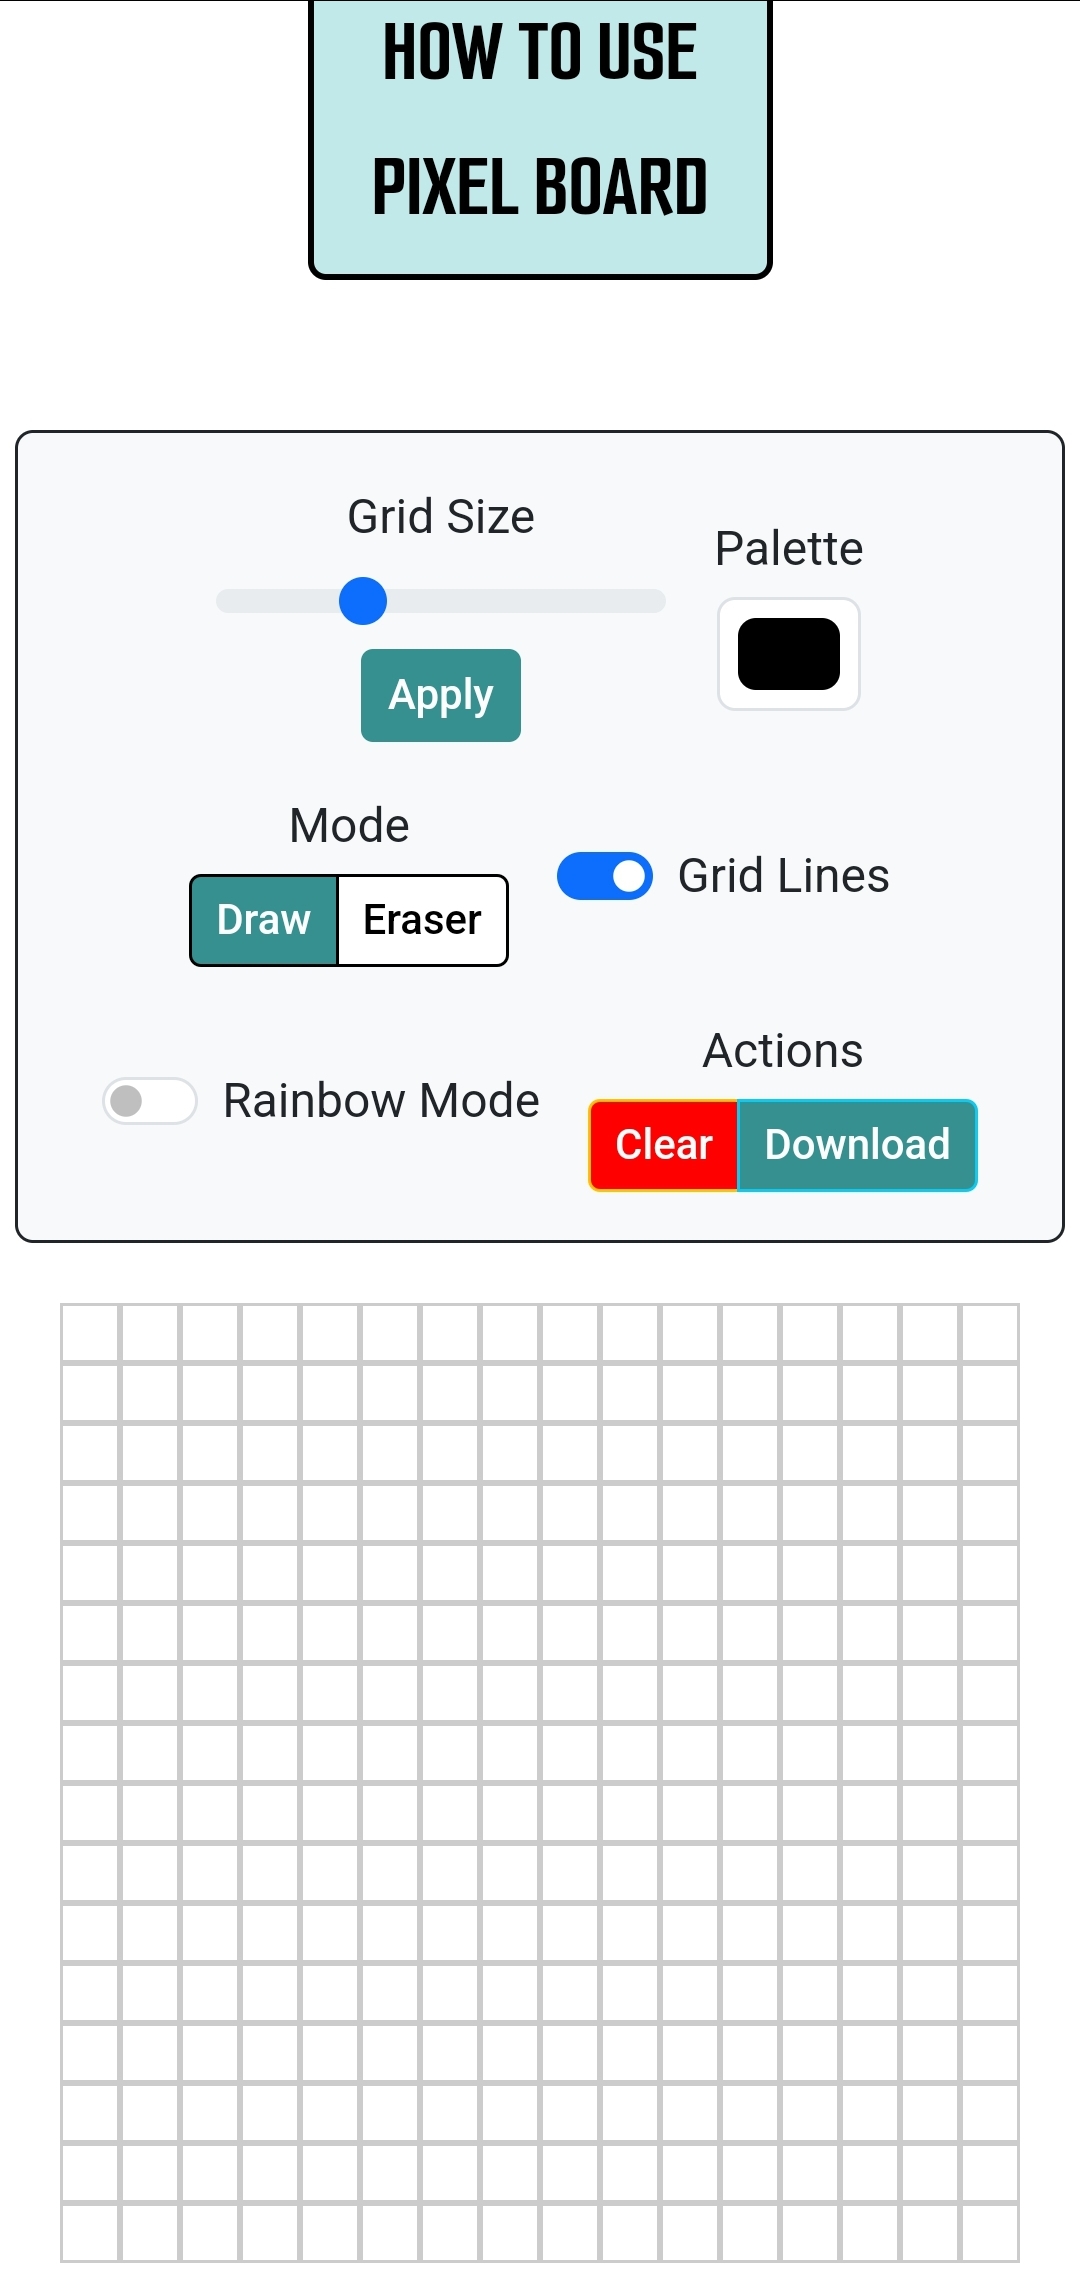 HOW TO USE
PIXEL BOARD
Grid Size
Palette
Apply
Mode
Draw Eraser
Grid Lines
Rainbow Mode
Actions
Clear Download